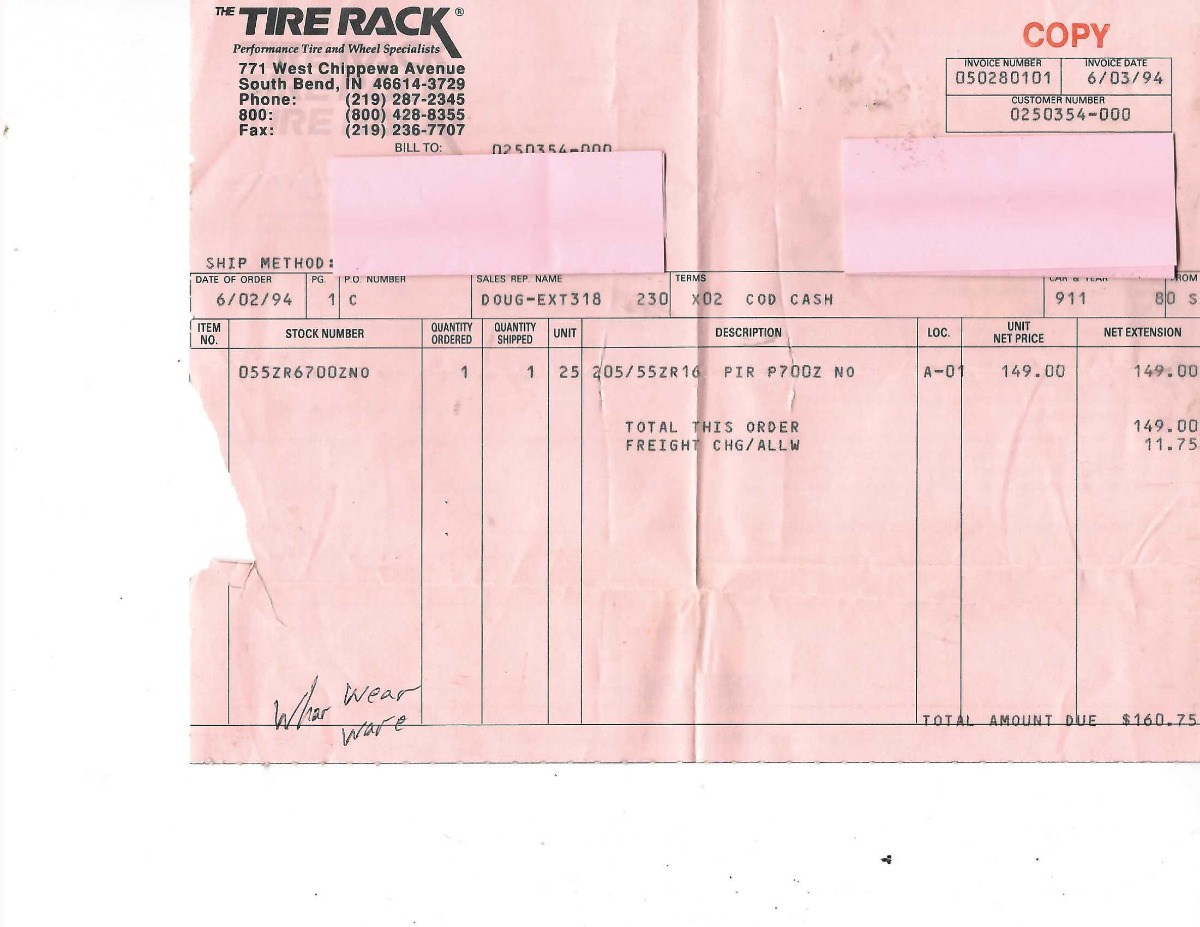 THE TIRE RACK®
Performance Tire and Wheel Specialists
771 West Chippewa Avenue
South Bend, IN 46614-3729
Phone: (219) 287-2345
800: (800) 428-8355
Fax: (219) 236-7707
COPY
INVOICE NUMBER INVOICE DATE
050280101 6/03/94
CUSTOMER NUMBER
0250354-000
BILL TO: 0250354-000
SHIP METHOD:
DATE OF ORDER PG. P.O. NUMBER SALES REP. NAME TERMS CAR & YEAR ROM
6/02/94 1 C DOUG-EXT318 230 X02 COD CASH 911 80 S
ITEM NO. STOCK NUMBER QUANTITY ORDERED QUANTITY SHIPPED UNIT DESCRIPTION LOC. UNIT NET PRICE NET EXTENSION
055ZR6700ZNO 1 1 25 205/55ZR16 PIR P700Z NO A-01 149.00 149.00
TOTAL THIS ORDER 149.00
FREIGHT CHG/ALLW 11.75
Whar wear
ware
TOTAL AMOUNT DUE $160.75